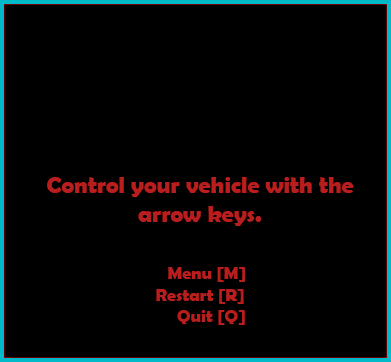 Control your vehicle with the
arrow keys.
Menu [M]
Restart [R]
Quit [Q]